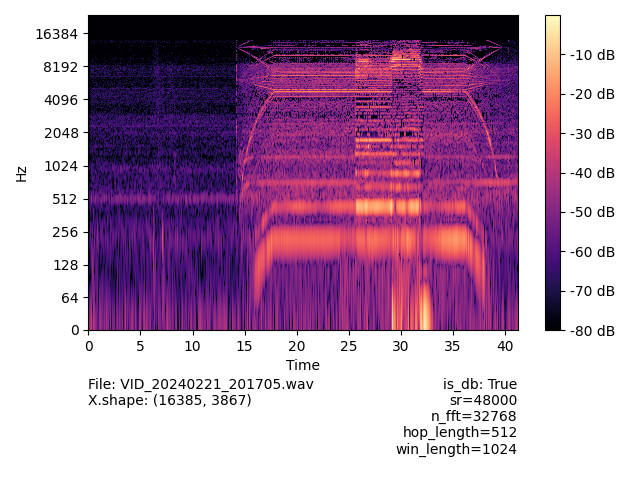 16384
8192
4096
2048
1024
512
256
128
64
0
Hz
0 5 10 15 20 25 30 35 40
Time
-10 dB
-20 dB
-30 dB
-40 dB
-50 dB
-60 dB
-70 dB
-80 dB
File: VID_20240221_201705.wav
X.shape: (16385, 3867)
is_db: True
sr=48000
n_fft=32768
hop_length=512
win_length=1024